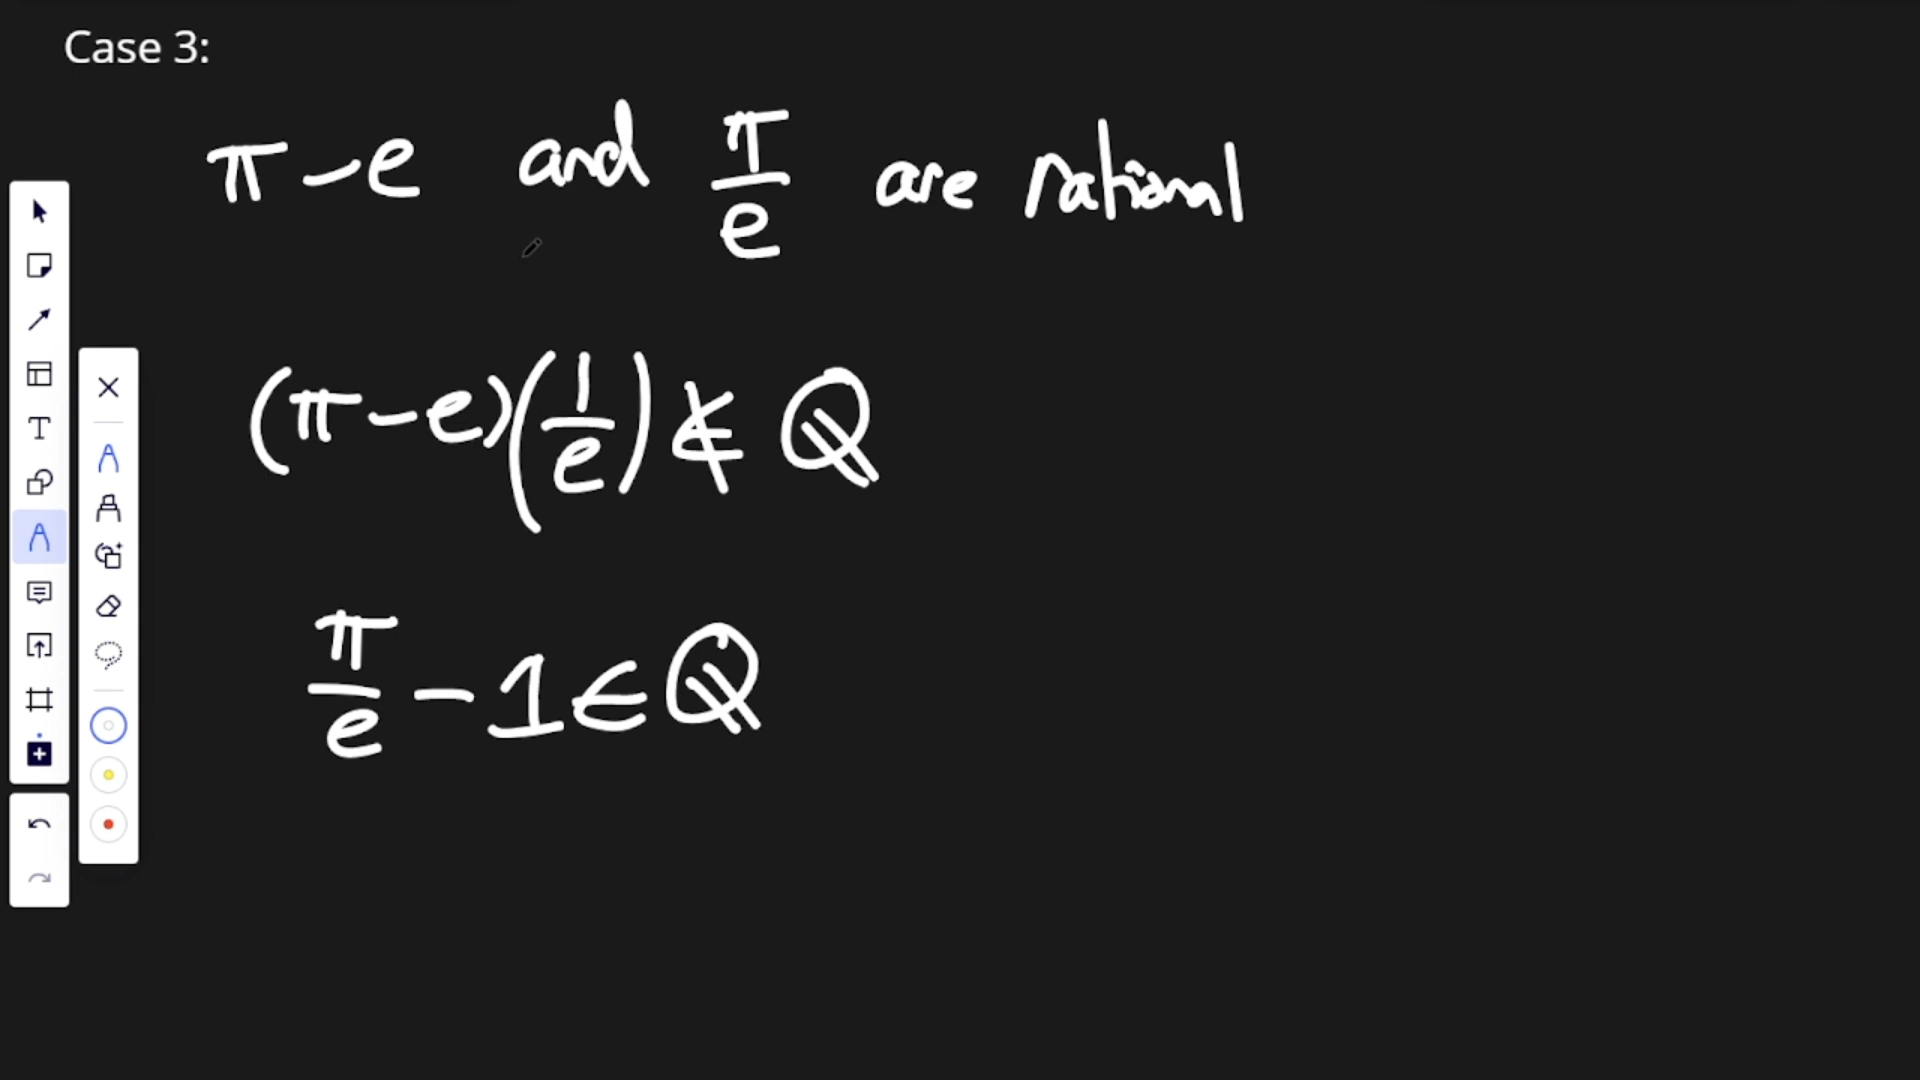 Case 3:
π-e and π/e are rational
(π-e)(1/e) ∉ ℚ
π/e - 1 ∈ ℚ